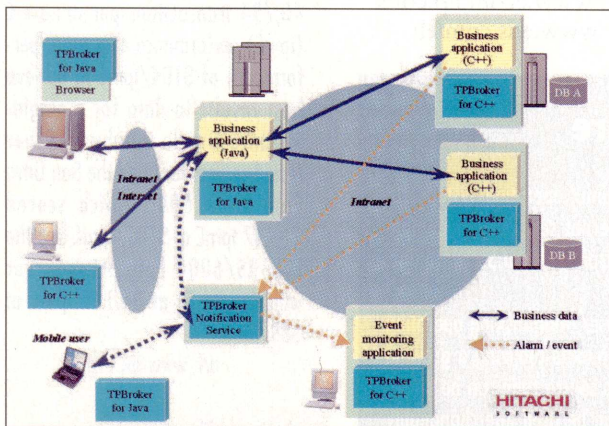 TPBroker
for Java
Browser
Business
application
(Java)
TPBroker
for Java
Business
application
(C++)
TPBroker
for C++
DB A
Business
application
(C++)
TPBroker
for C++
DB B
Intranet
Internet
Intranet
TPBroker
for C++
Mobile user
TPBroker
for Java
TPBroker
Notification
Service
Event
monitoring
application
TPBroker
for C++
Business data
Alarm / event
HITACHI
SOFTWARE